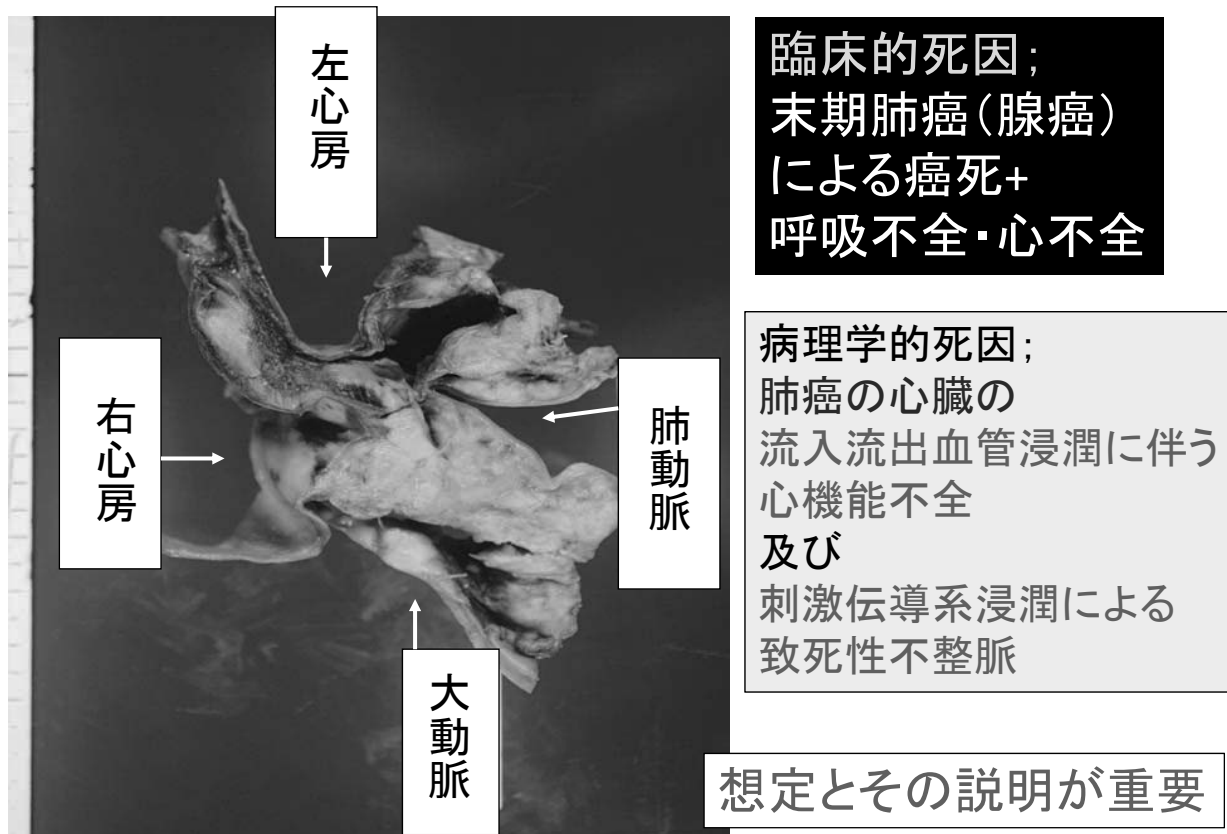 左心房
右心房
肺動脈
大動脈
臨床的死因；
末期肺癌（腺癌）
による癌死+
呼吸不全・心不全
病理学的死因；
肺癌の心臓の
流入流出血管浸潤に伴う
心機能不全
及び
刺激伝導系浸潤による
致死性不整脈
想定とその説明が重要